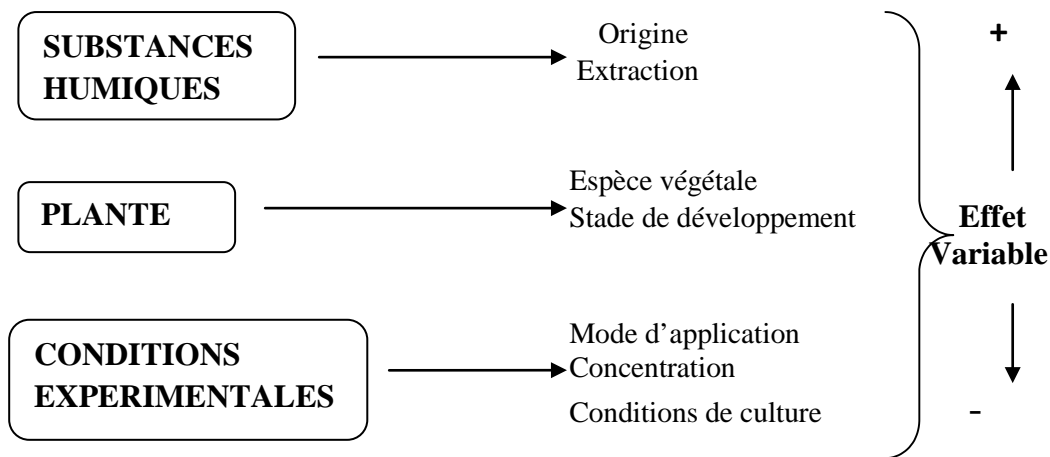 SUBSTANCES
HUMIQUES
Origine
Extraction
PLANTE
Espèce végétale
Stade de développement
CONDITIONS
EXPERIMENTALES
Mode d’application
Concentration
Conditions de culture
+
Effet
Variable
-